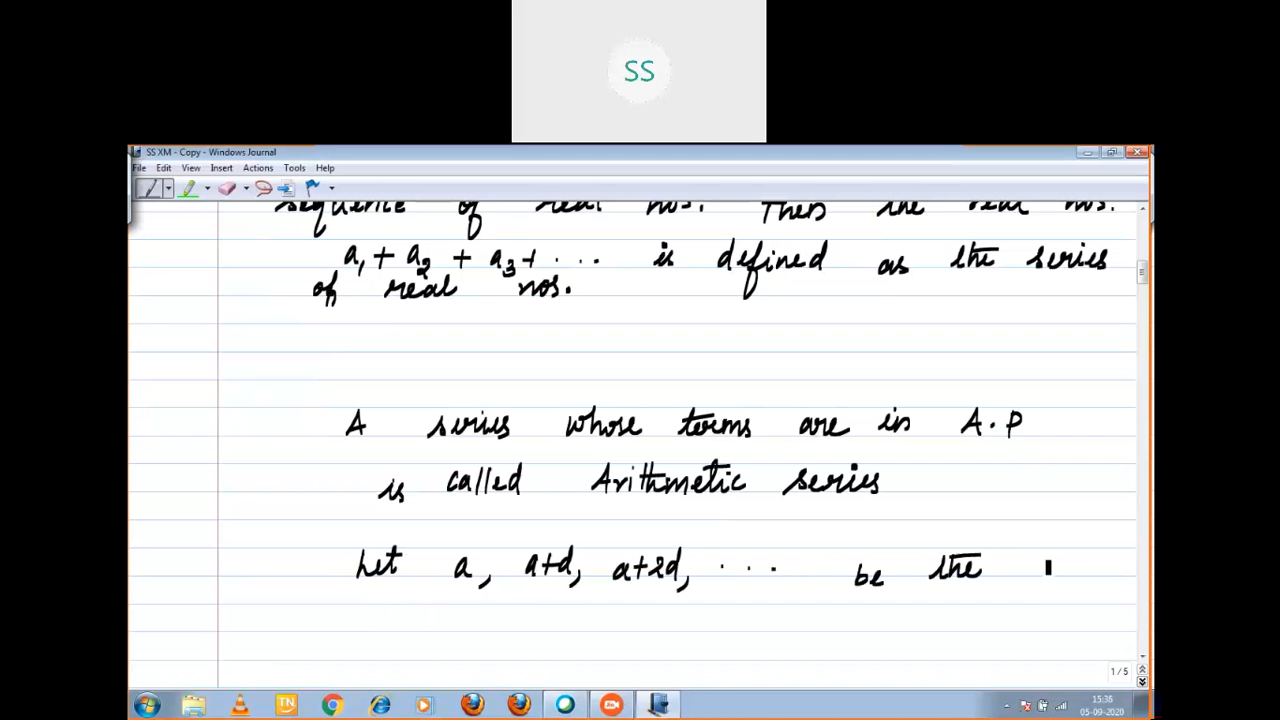 SS
SS XM - Copy - Windows Journal
File Edit View Insert Actions Tools Help
sequence of real nos. Then the real nos.
a1 + a2 + a3 + ... is defined as the series
of real nos.
A series whose terms are in A.P
is called Arithmetic series
Let a, a+d, a+2d, ... be the
1/5
TN
15:36
05-09-2020